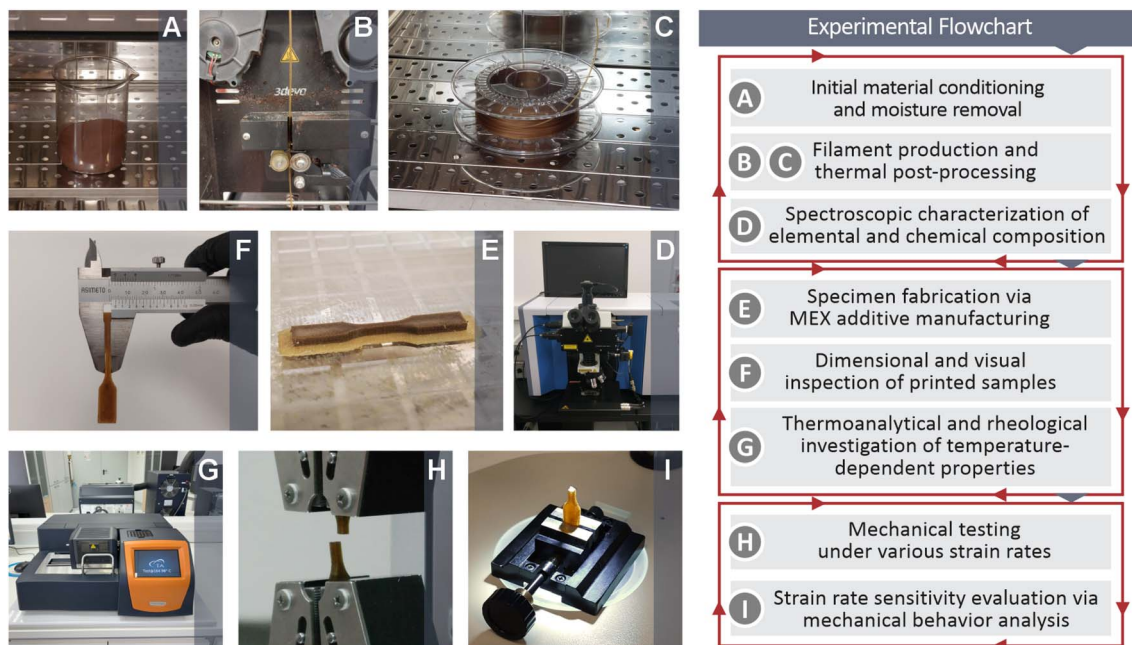 A
B
C
3devo
F
E
D
G
H
I
TA
Experimental Flowchart
A
Initial material conditioning
and moisture removal
B C
Filament production and
thermal post-processing
D
Spectroscopic characterization of
elemental and chemical composition
E
Specimen fabrication via
MEX additive manufacturing
F
Dimensional and visual
inspection of printed samples
G
Thermoanalytical and rheological
investigation of temperature-
dependent properties
H
Mechanical testing
under various strain rates
I
Strain rate sensitivity evaluation via
mechanical behavior analysis